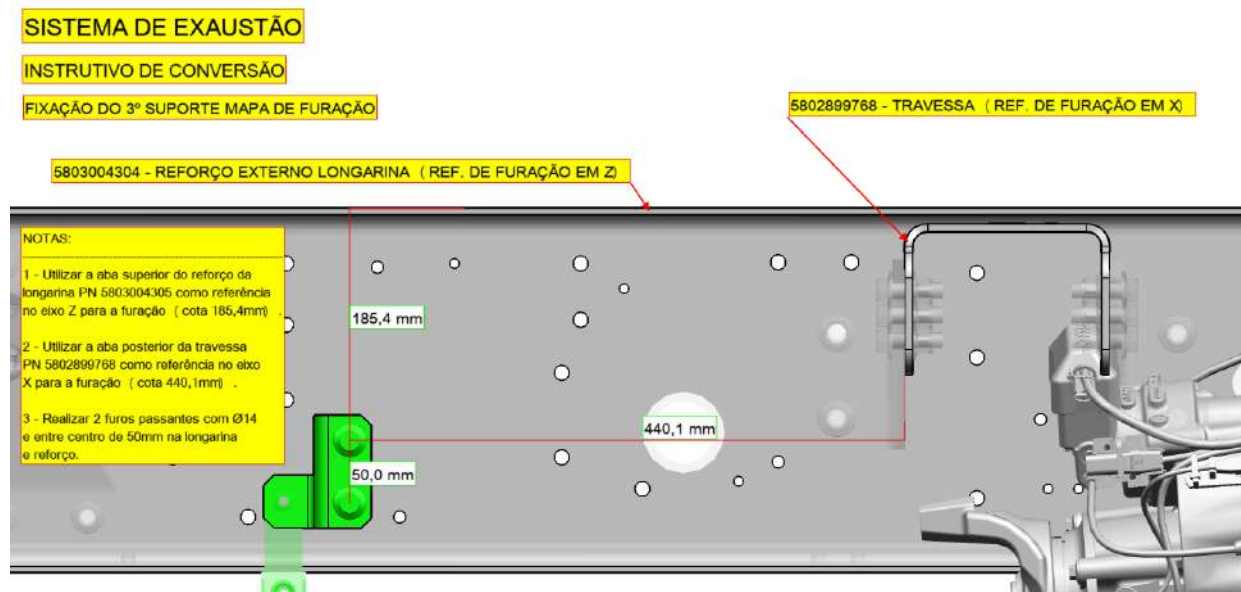 SISTEMA DE EXAUSTÃO
INSTRUTIVO DE CONVERSÃO
FIXAÇÃO DO 3º SUPORTE MAPA DE FURAÇÃO
5802899768 - TRAVESSA ( REF. DE FURAÇÃO EM X)
5803004304 - REFORÇO EXTERNO LONGARINA ( REF. DE FURAÇÃO EM Z)
NOTAS:
1 - Utilizar a aba superior do reforço da
longarina PN 5803004305 como referência
no eixo Z para a furação ( cota 185,4mm) .
2 - Utilizar a aba posterior da travessa
PN 5802899768 como referência no eixo
X para a furação ( cota 440,1mm) .
3 - Realizar 2 furos passantes com Ø14
e entre centro de 50mm na longarina
e reforço.
185,4 mm
440,1 mm
50,0 mm